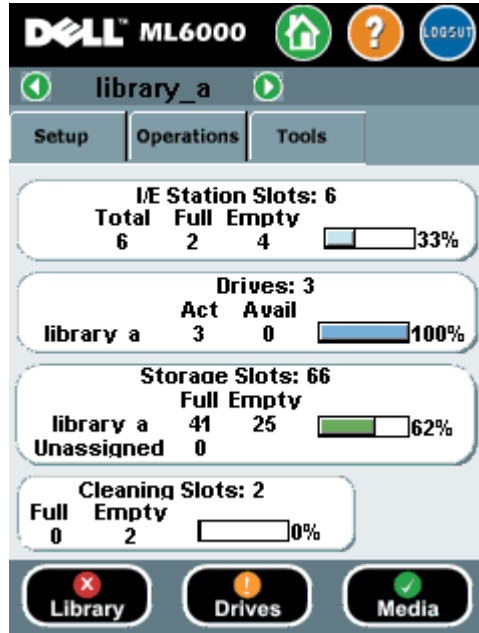 DELL™ ML6000 ? LOGSUT
library_a
Setup Operations Tools
I/E Station Slots: 6
Total Full Empty
6 2 4 33%
Drives: 3
Act Avail
library a 3 0 100%
Storage Slots: 66
Full Empty
library a 41 25 62%
Unassigned 0
Cleaning Slots: 2
Full Empty
0 2 0%
Library Drives Media